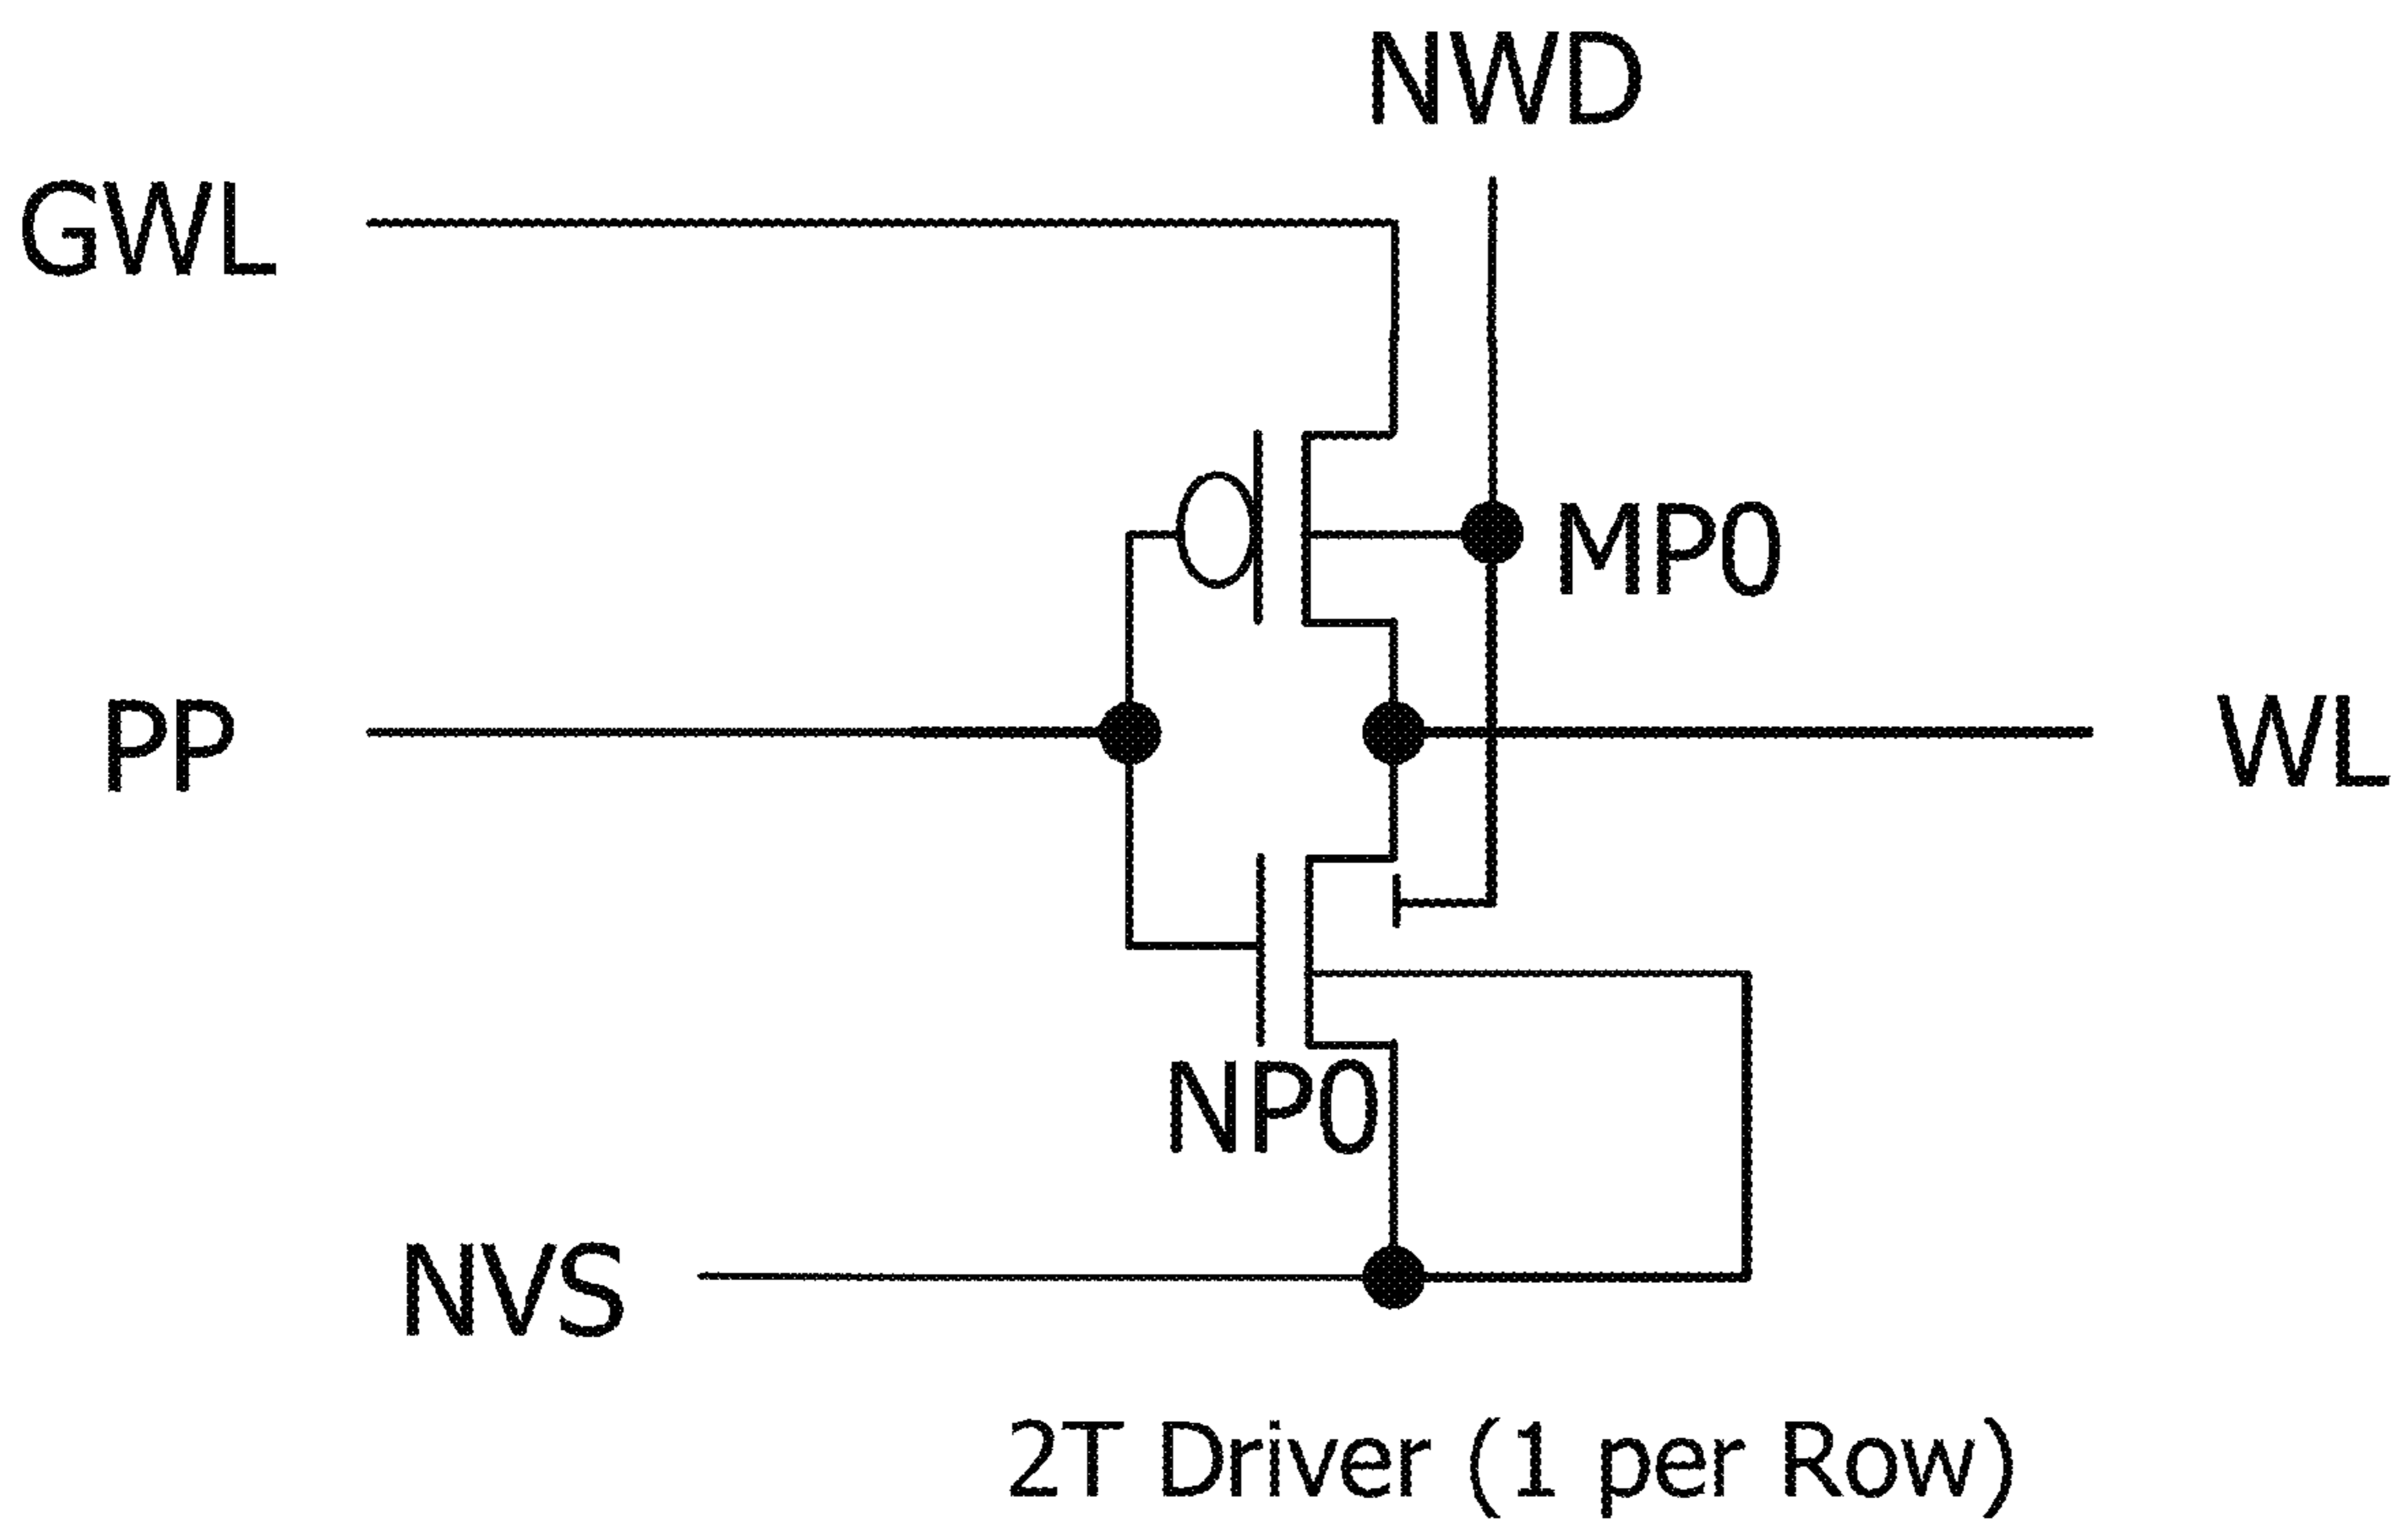 NWD
GWL
MP0
PP
WL
NP0
NVS
2T Driver (1 per Row)